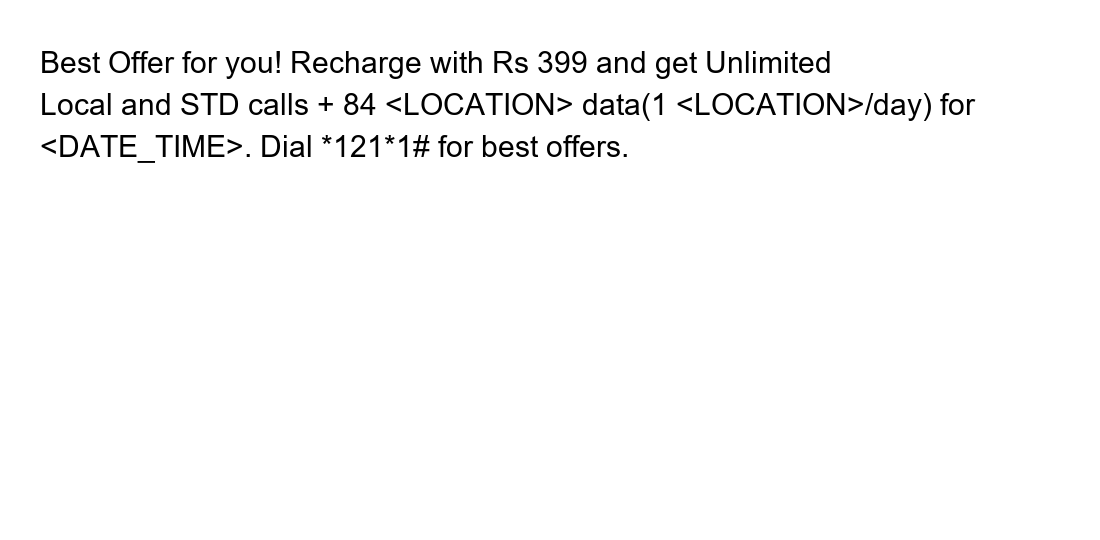 Best Offer for you! Recharge with Rs 399 and get Unlimited
Local and STD calls + 84 <LOCATION> data(1 <LOCATION>/day) for
<DATE_TIME>. Dial *121*1# for best offers.